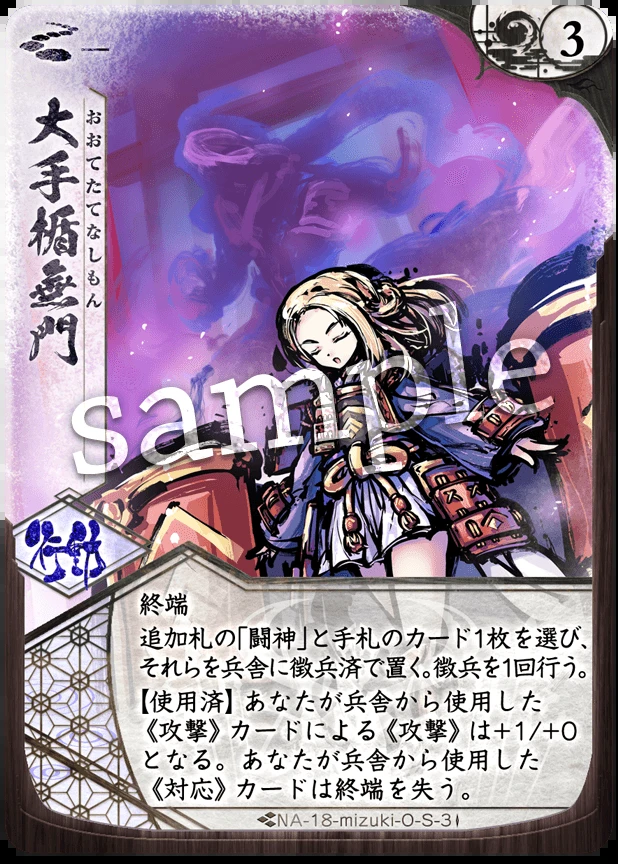 3
大手楯無門
おおてたてなしもん
sample
行動
終端
追加札の「闘神」と手札のカード1枚を選び、
それらを兵舎に徴兵済で置く。徴兵を1回行う。
【使用済】あなたが兵舎から使用した
《攻撃》カードによる《攻撃》は+1/+0
となる。あなたが兵舎から使用した
《対応》カードは終端を失う。
NA-18-mizuki-O-S-3